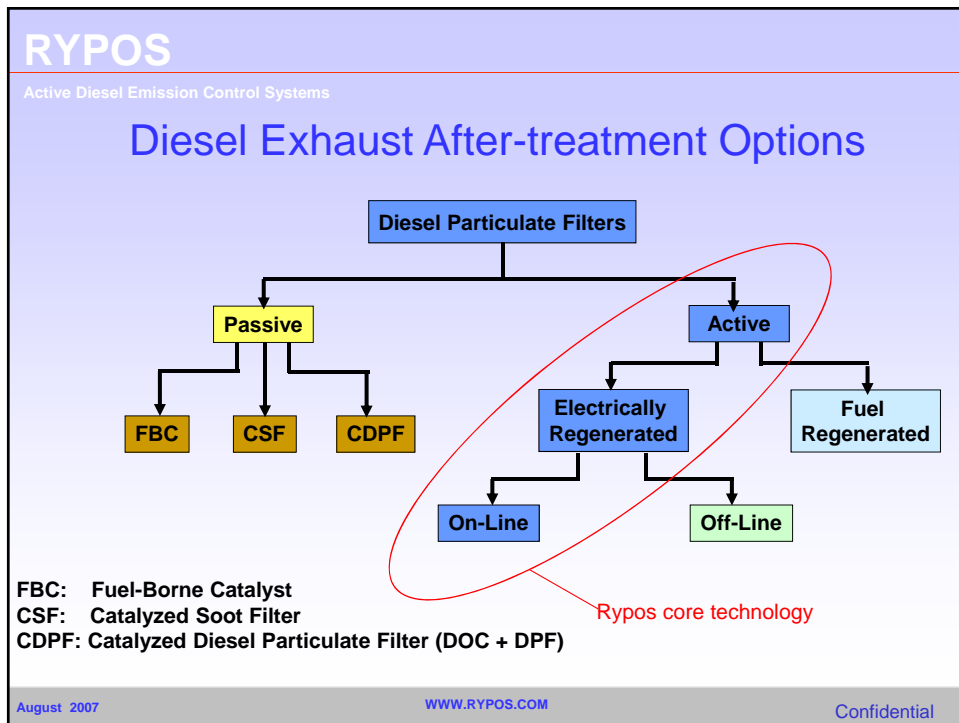 RYPOS
Active Diesel Emission Control Systems
Diesel Exhaust After-treatment Options
Diesel Particulate Filters
Passive
Active
FBC
CSF
CDPF
Electrically
Regenerated
Fuel
Regenerated
On-Line
Off-Line
FBC: Fuel-Borne Catalyst
CSF: Catalyzed Soot Filter
CDPF: Catalyzed Diesel Particulate Filter (DOC + DPF)
Rypos core technology
August 2007
WWW.RYPOS.COM
Confidential